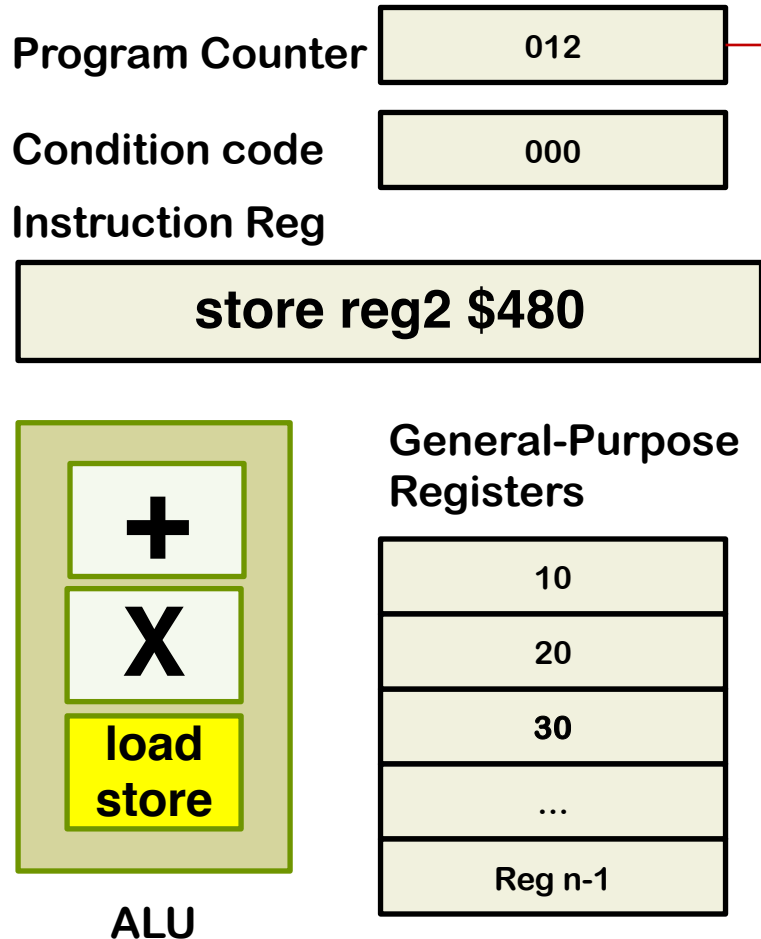 Program Counter
012
Condition code
000
Instruction Reg
store reg2 $480
+
X
load
store
ALU
General-Purpose
Registers
10
20
30
...
Reg n-1